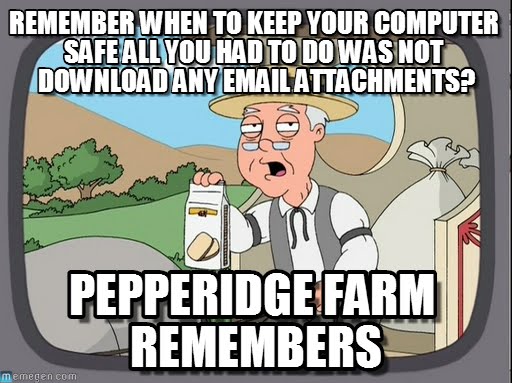 REMEMBER WHEN TO KEEP YOUR COMPUTER
SAFE ALL YOU HAD TO DO WAS NOT
DOWNLOAD ANY EMAIL ATTACHMENTS?
PEPPERIDGE FARM
REMEMBERS
memegen.com